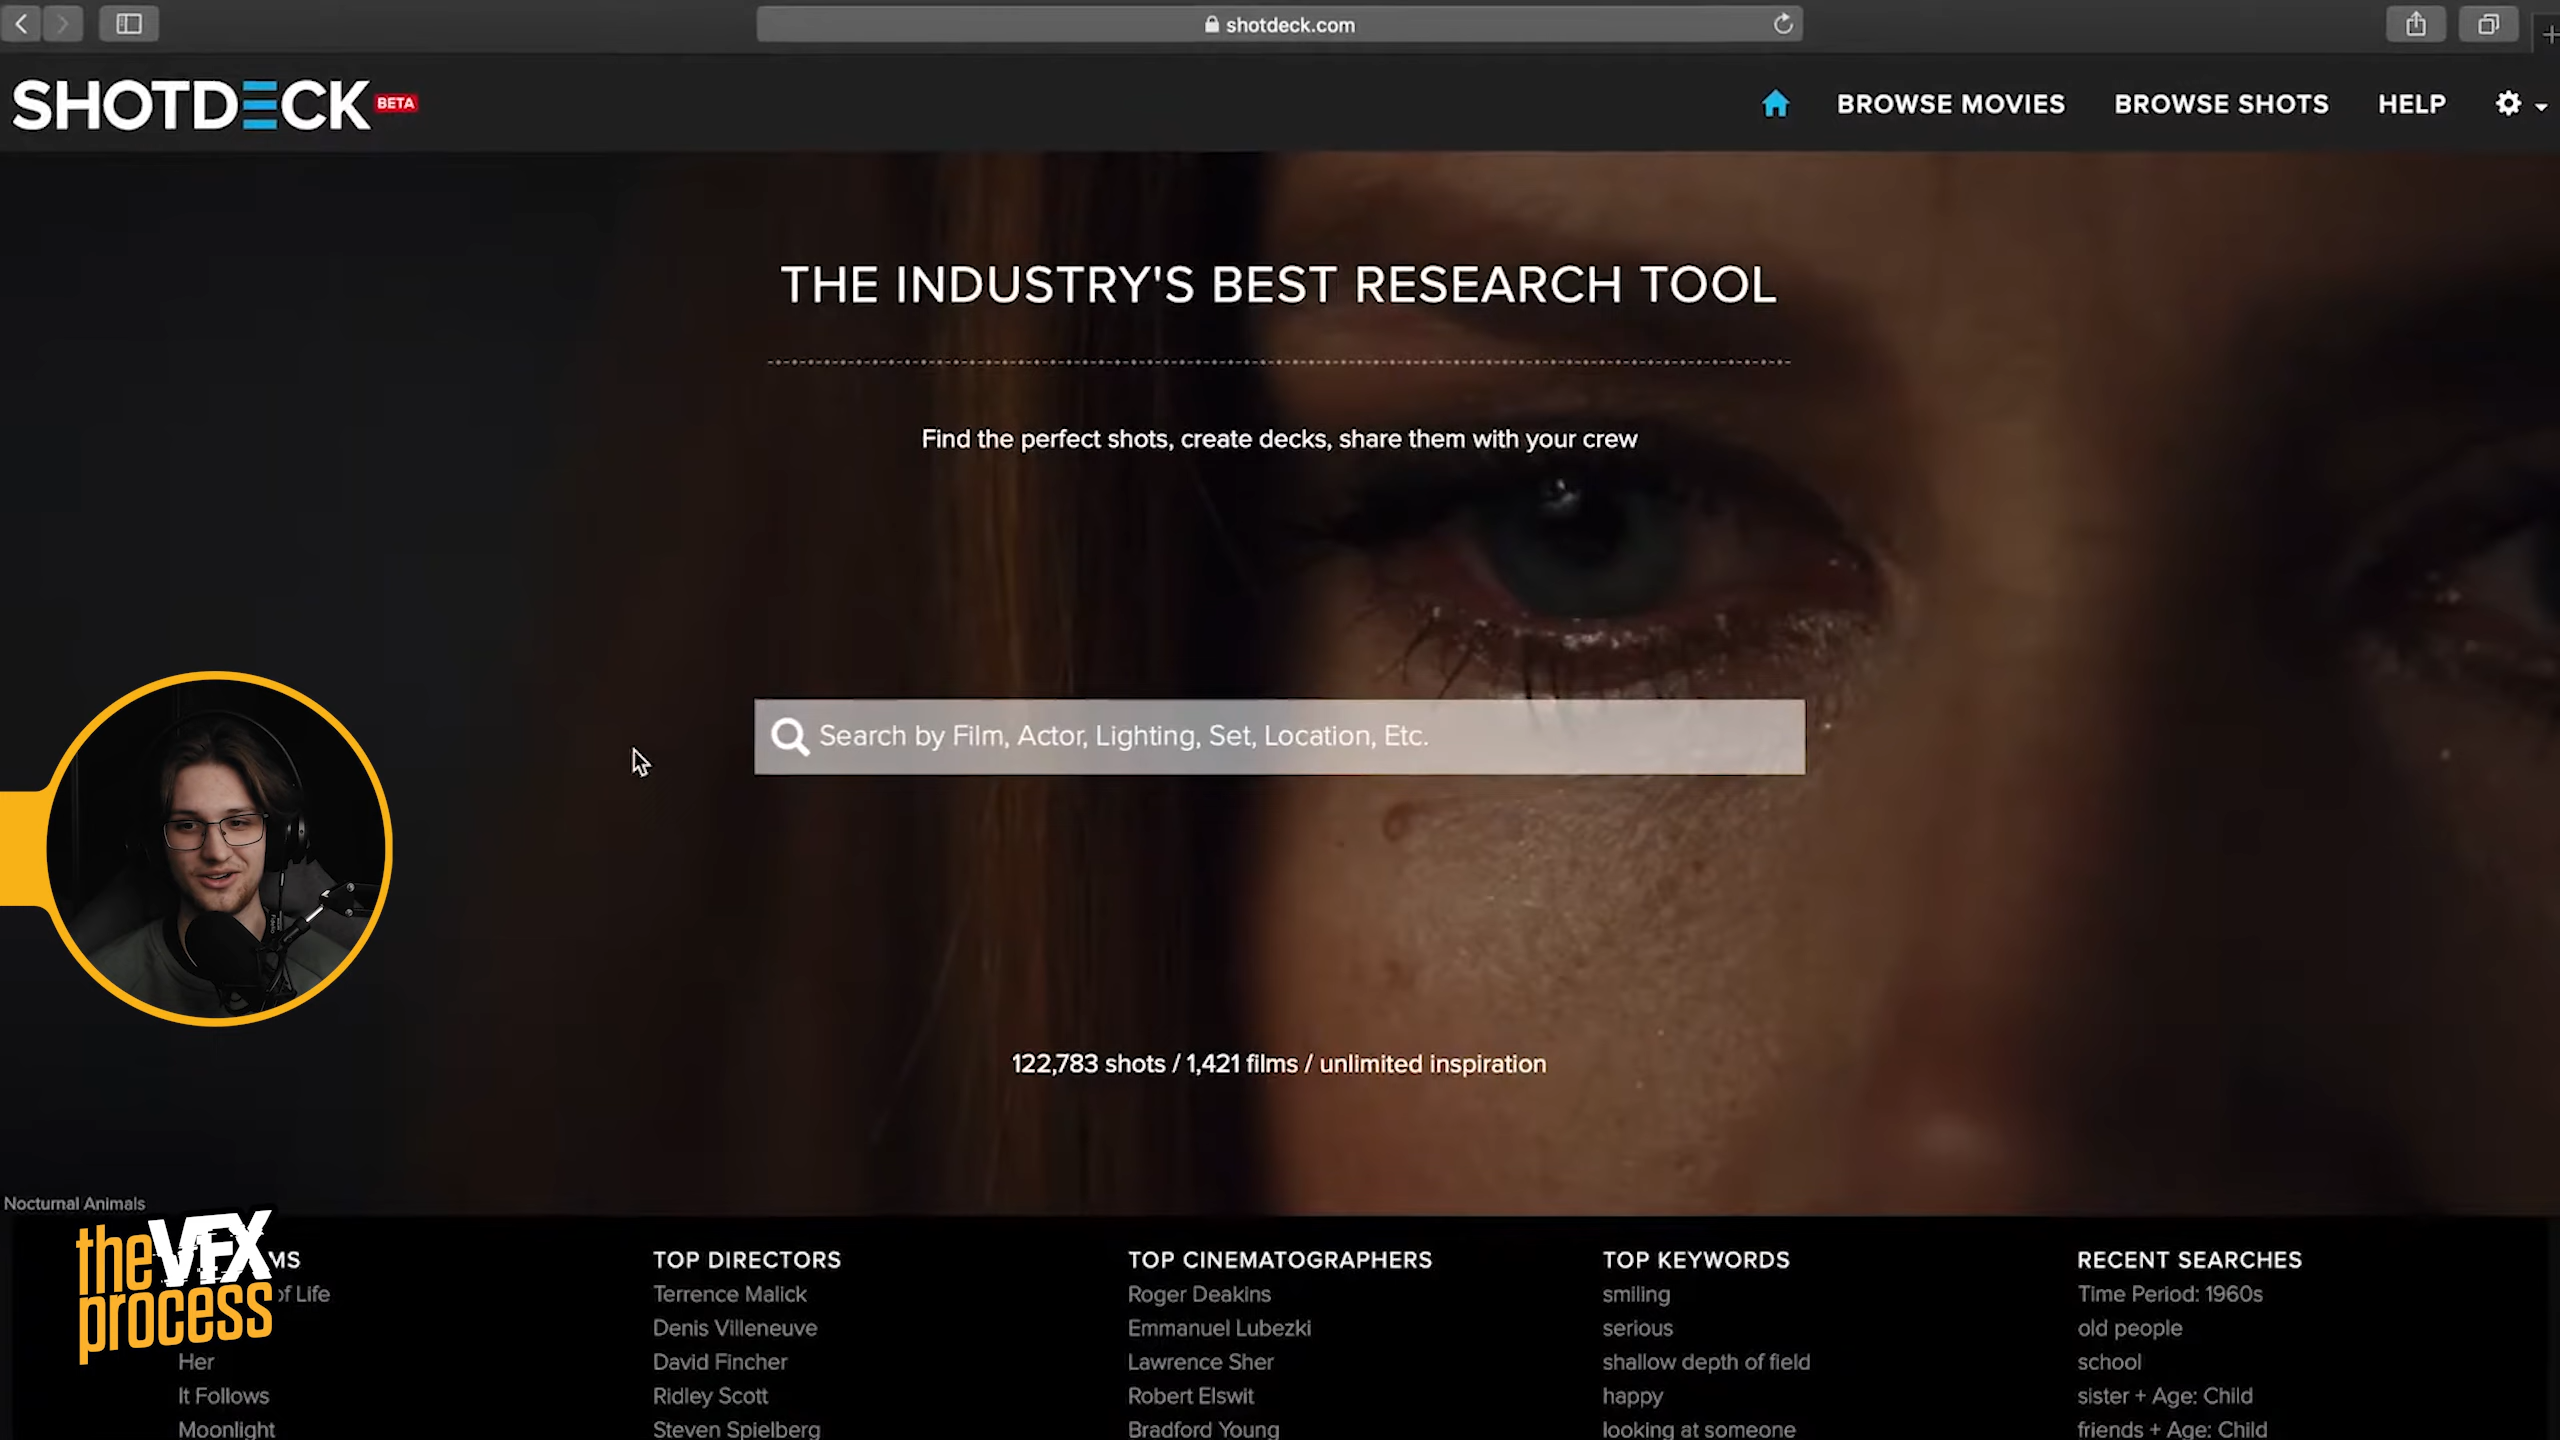 shotdeck.com
SHOTDECK BETA
BROWSE MOVIES
BROWSE SHOTS
HELP
THE INDUSTRY'S BEST RESEARCH TOOL
Find the perfect shots, create decks, share them with your crew
Search by Film, Actor, Lighting, Set, Location, Etc.
122,783 shots / 1,421 films / unlimited inspiration
Nocturnal Animals
the VFX
process
MS
of Life
Her
It Follows
Moonlight
TOP DIRECTORS
Terrence Malick
Denis Villeneuve
David Fincher
Ridley Scott
Steven Spielberg
TOP CINEMATOGRAPHERS
Roger Deakins
Emmanuel Lubezki
Lawrence Sher
Robert Elswit
Bradford Young
TOP KEYWORDS
smiling
serious
shallow depth of field
happy
looking at someone
RECENT SEARCHES
Time Period: 1960s
old people
school
sister + Age: Child
friends + Age: Child